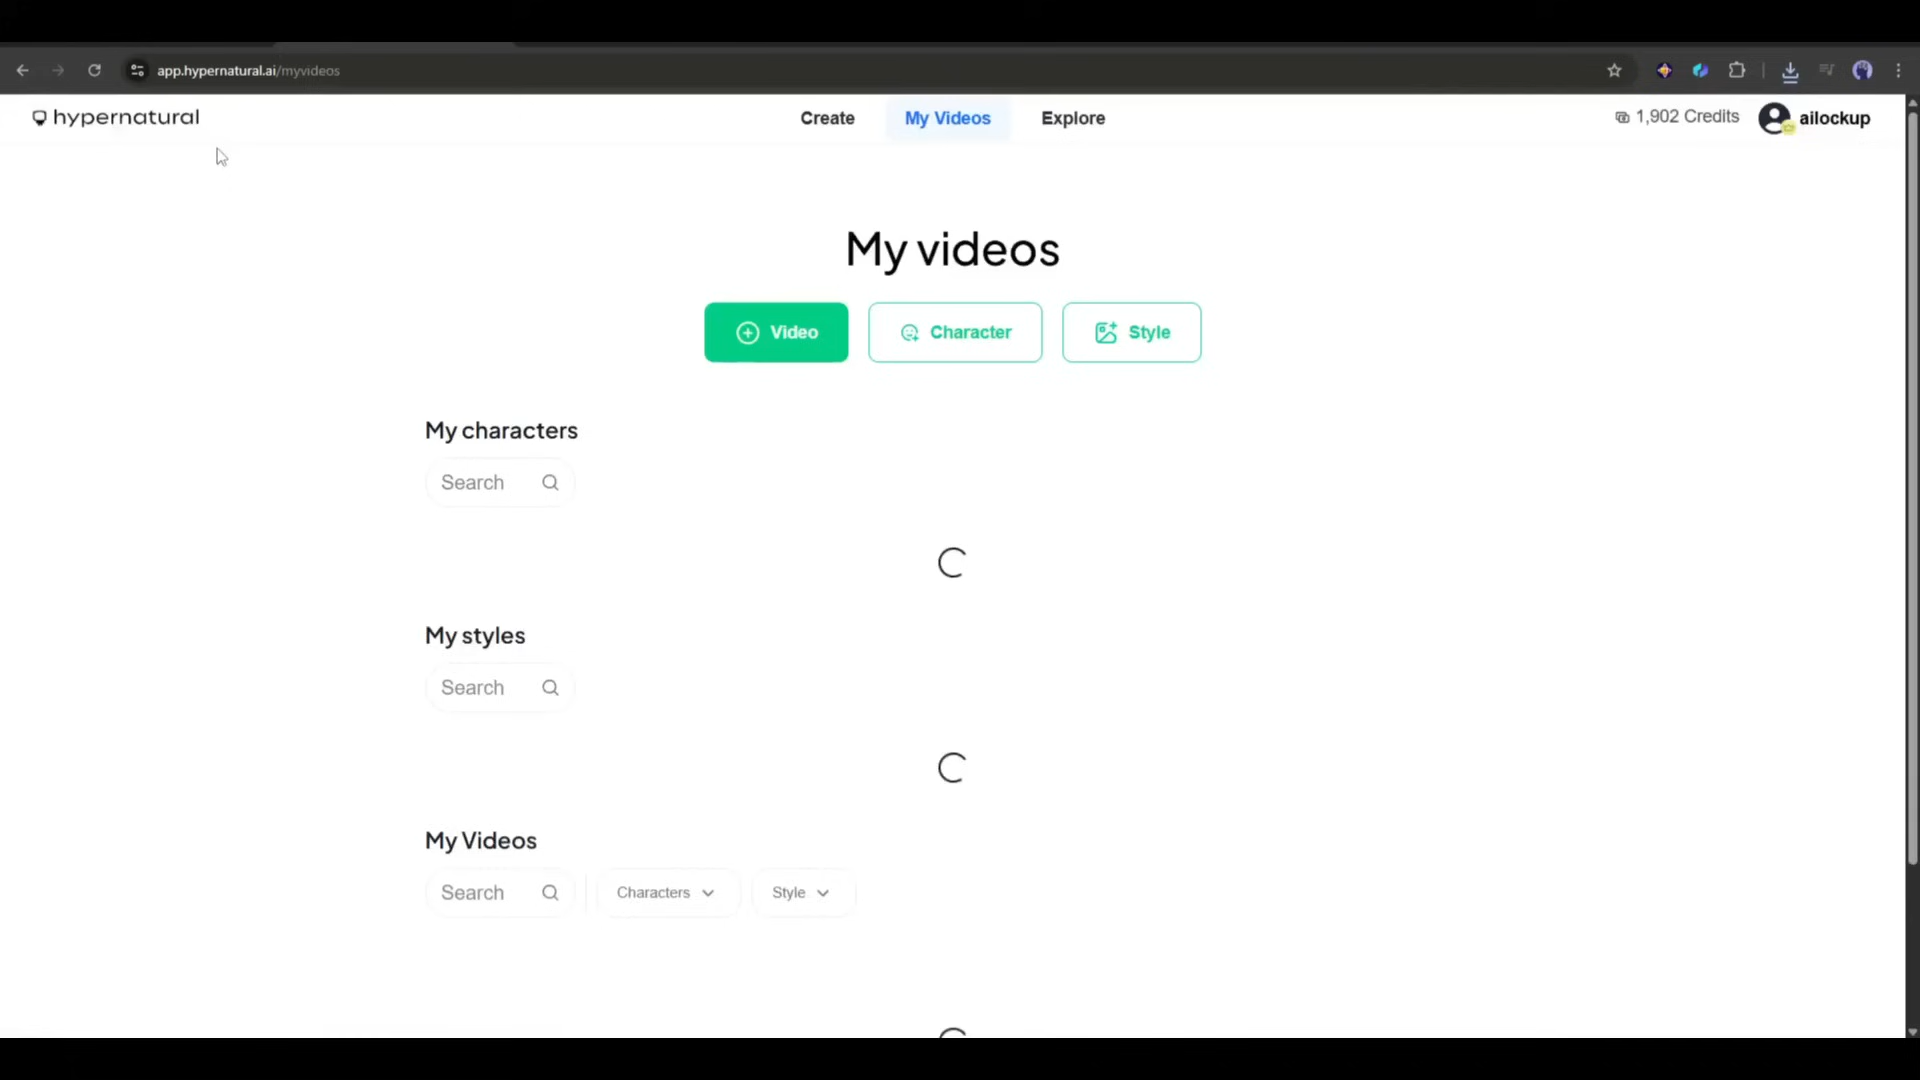 app.hypernatural.ai/myvideos
hypernatural
Create
My Videos
Explore
1,902 Credits
ailockup
My videos
Video
Character
Style
My characters
Search
My styles
Search
My Videos
Search
Characters
Style